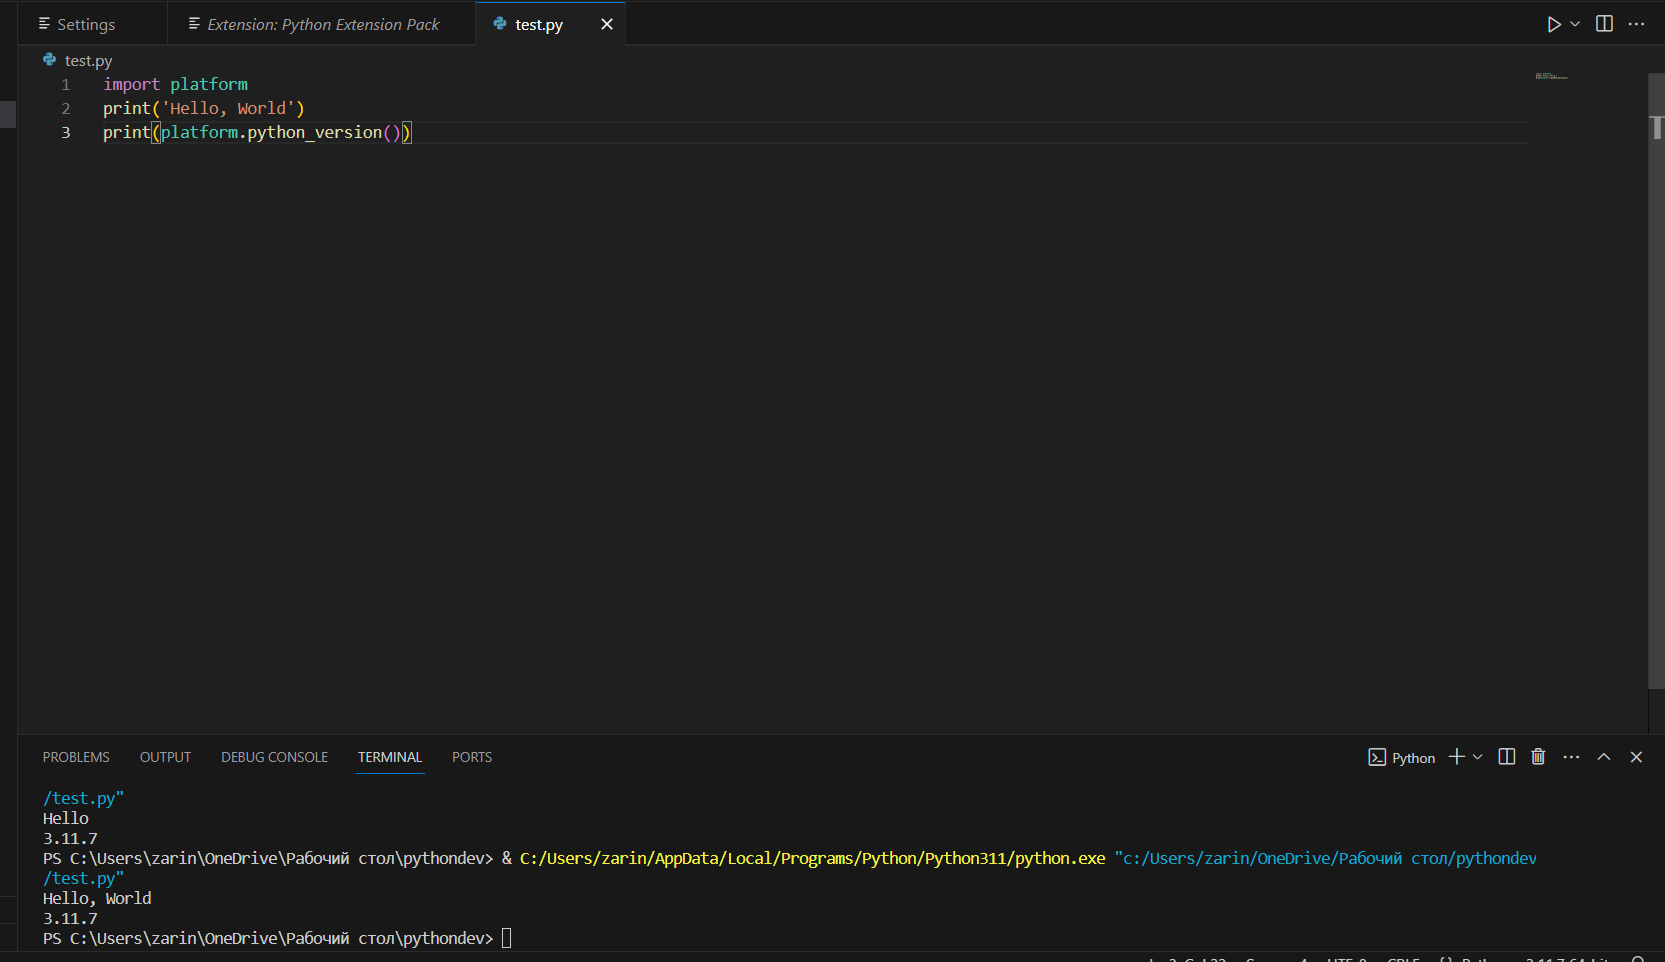 Settings
Extension: Python Extension Pack
test.py
test.py
1 import platform
2 print('Hello, World')
3 print(platform.python_version())
PROBLEMS OUTPUT DEBUG CONSOLE TERMINAL PORTS
Python
/test.py"
Hello
3.11.7
PS C:\Users\zarin\OneDrive\Рабочий стол\pythondev> & C:/Users/zarin/AppData/Local/Programs/Python/Python311/python.exe "c:/Users/zarin/OneDrive/Рабочий стол/pythondev
/test.py"
Hello, World
3.11.7
PS C:\Users\zarin\OneDrive\Рабочий стол\pythondev>